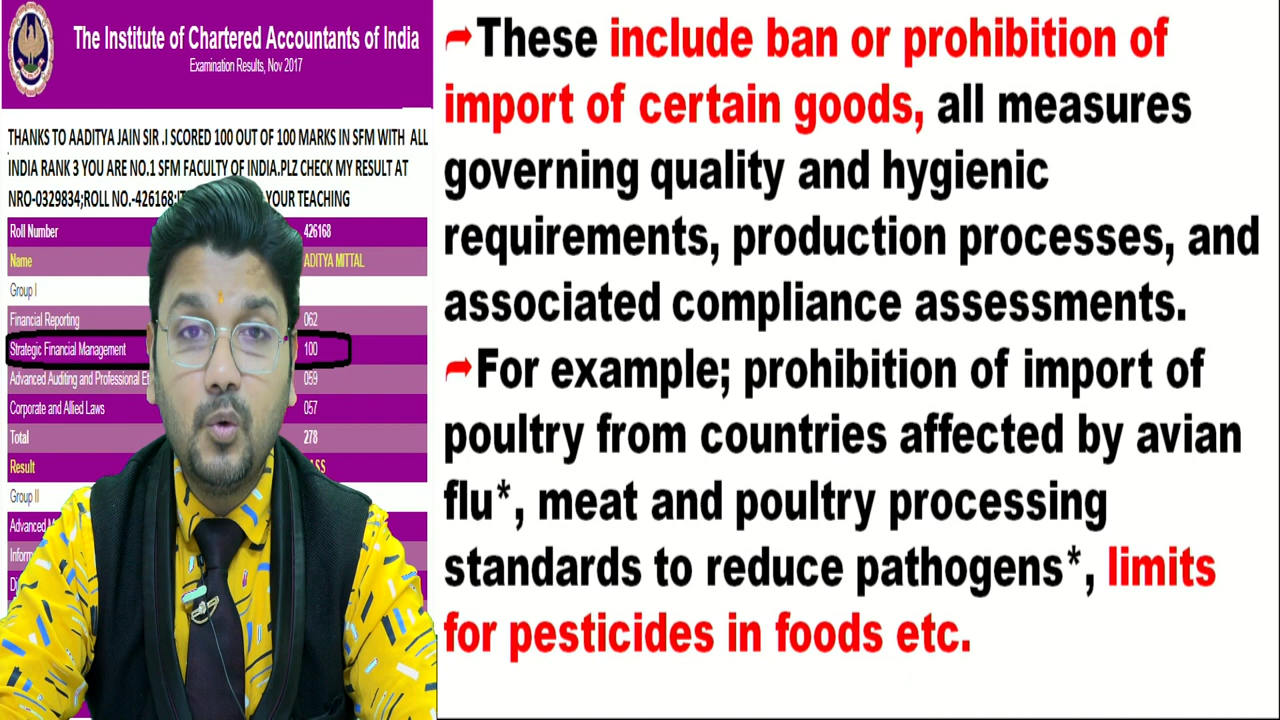 The Institute of Chartered Accountants of India
Examination Results, Nov 2017
THANKS TO AADITYA JAIN SIR .I SCORED 100 OUT OF 100 MARKS IN SFM WITH ALL
INDIA RANK 3 YOU ARE NO.1 SFM FACULTY OF INDIA.PLZ CHECK MY RESULT AT
NRO-0329834;ROLL NO.-426168; YOUR TEACHING
Roll Number 426168
Name ADITYA MITTAL
Group I
Financial Reporting 062
Strategic Financial Management 100
Advanced Auditing and Professional 059
Corporate and Allied Laws 057
Total 278
Result
Group II
Advanced
➦These include ban or prohibition of
import of certain goods, all measures
governing quality and hygienic
requirements, production processes, and
associated compliance assessments.
➦For example; prohibition of import of
poultry from countries affected by avian
flu*, meat and poultry processing
standards to reduce pathogens*, limits
for pesticides in foods etc.